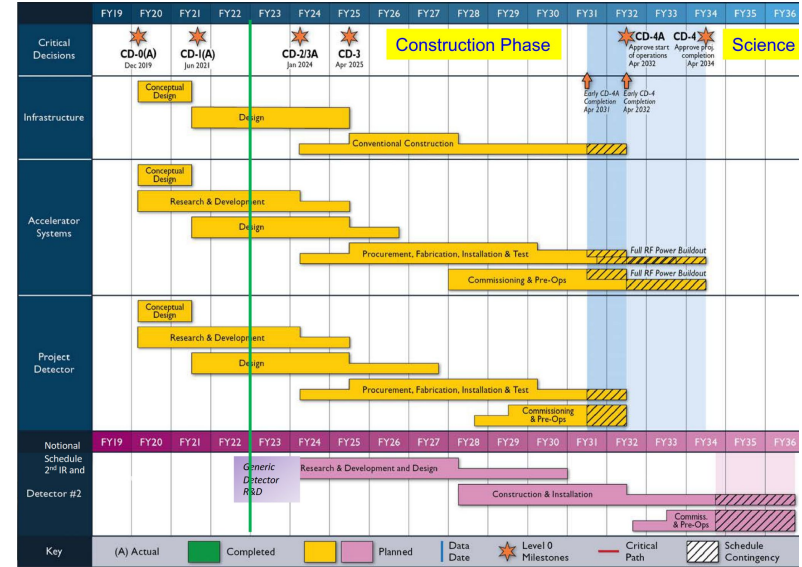 FY19 FY20 FY21 FY22 FY23 FY24 FY25 FY26 FY27 FY28 FY29 FY30 FY31 FY32 FY33 FY34 FY35 FY36
Critical
Decisions
CD-0(A)
Dec 2019
CD-1(A)
Jun 2021
CD-2/3A
Jan 2024
CD-3
Apr 2025
Construction Phase
CD-4A
Approve start
of operations
Apr 2032
CD-4
Approve proj.
completion
Apr 2034
Science
Early CD-4A
Completion
Apr 2031
Early CD-4
Completion
Apr 2032
Infrastructure
Conceptual
Design
Design
Conventional Construction
Accelerator
Systems
Conceptual
Design
Research & Development
Design
Procurement, Fabrication, Installation & Test
Full RF Power Buildout
Commissioning & Pre-Ops
Full RF Power Buildout
Project
Detector
Conceptual
Design
Research & Development
Design
Procurement, Fabrication, Installation & Test
Commissioning
& Pre-Ops
Notional
Schedule
2nd IR and
Detector #2
FY19 FY20 FY21 FY22 FY23 FY24 FY25 FY26 FY27 FY28 FY29 FY30 FY31 FY32 FY33 FY34 FY35 FY36
Generic
Detector
R&D
Research & Development and Design
Construction & Installation
Commiss.
& Pre-Ops
Key
(A) Actual
Completed
Planned
Data
Date
Level 0
Milestones
Critical
Path
Schedule
Contingency